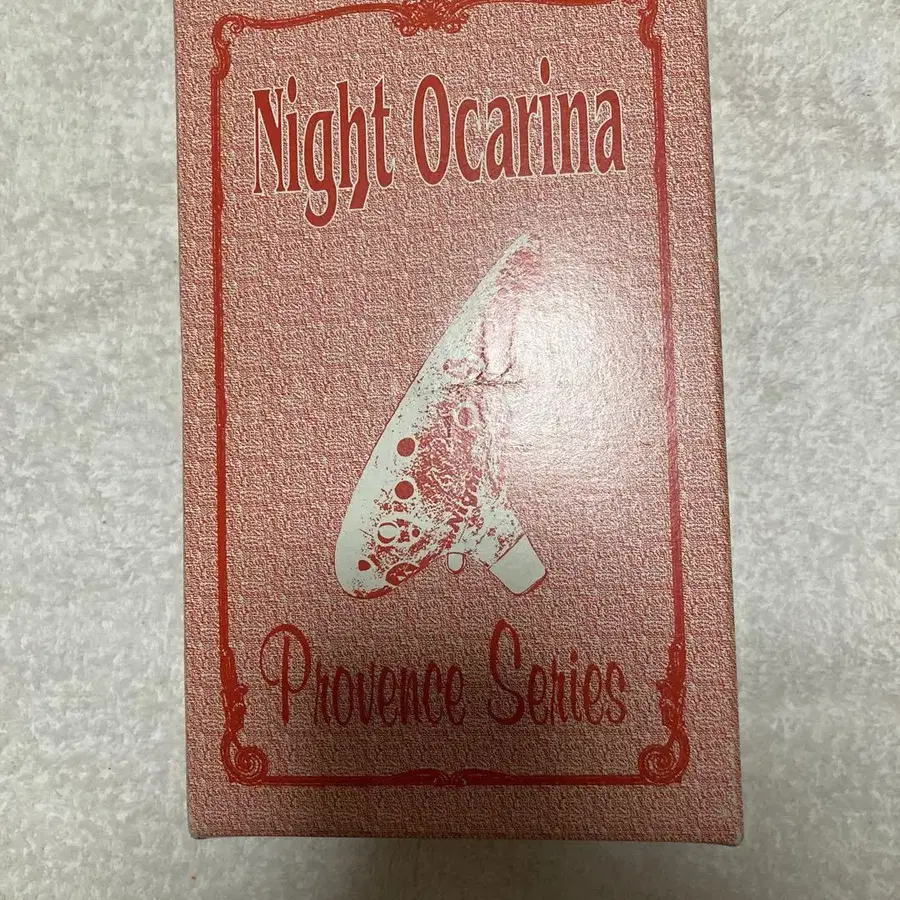 Night Ocarina
Provence Series